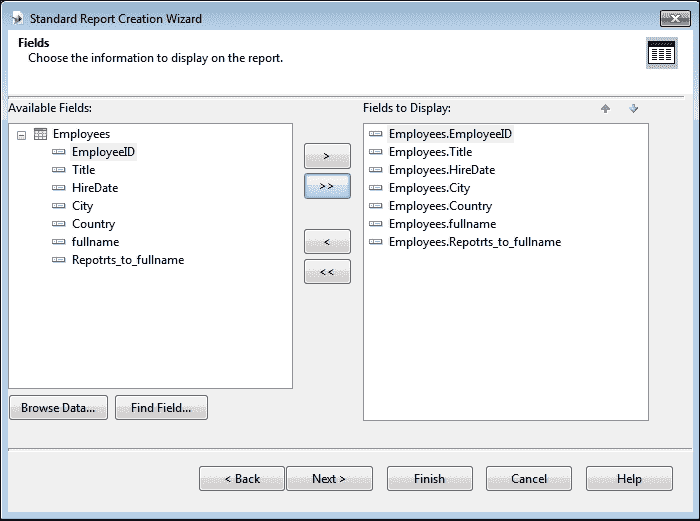 Standard Report Creation Wizard
Fields
Choose the information to display on the report.
Available Fields:
Employees
EmployeeID
Title
HireDate
City
Country
fullname
Repotrts_to_fullname
>
>>
<
<<
Fields to Display:
Employees.EmployeeID
Employees.Title
Employees.HireDate
Employees.City
Employees.Country
Employees.fullname
Employees.Repotrts_to_fullname
Browse Data...
Find Field...
< Back
Next >
Finish
Cancel
Help